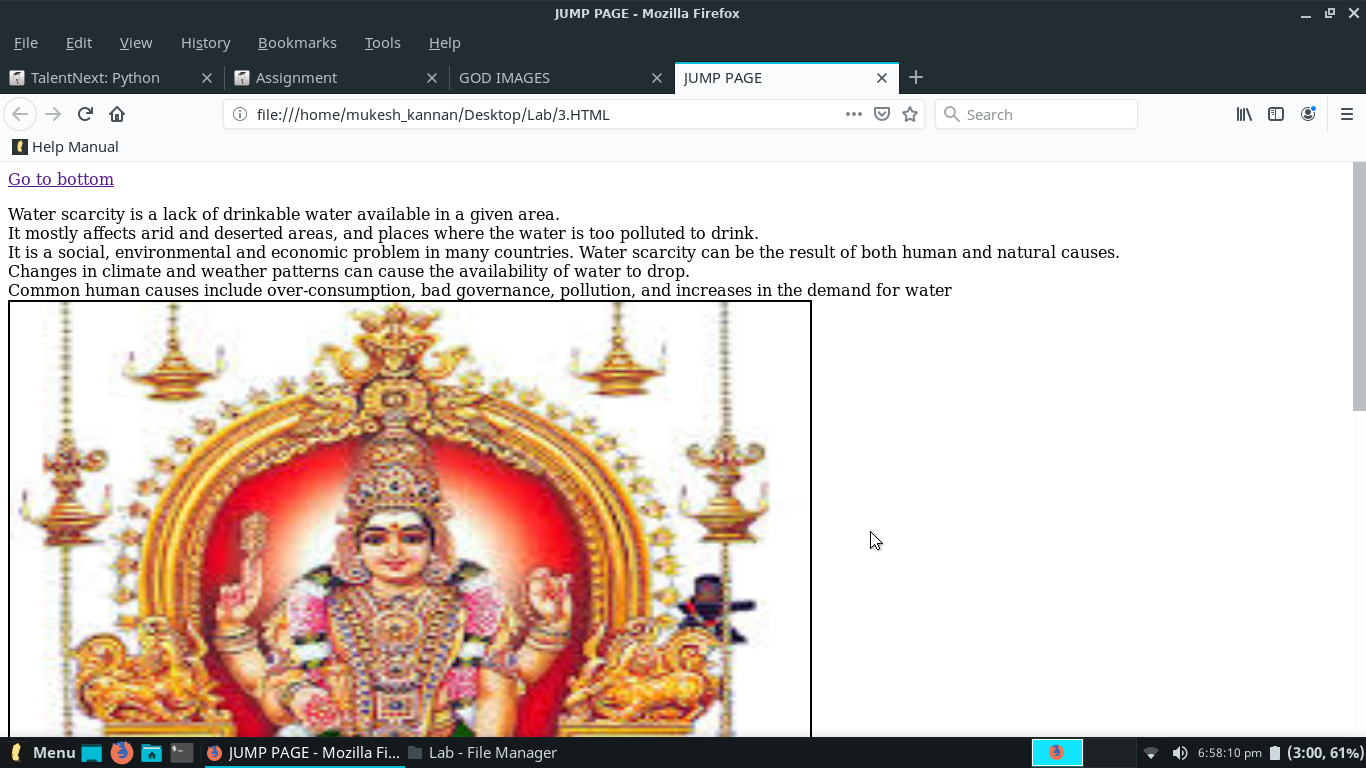 JUMP PAGE - Mozilla Firefox
File Edit View History Bookmarks Tools Help
TalentNext: Python Assignment GOD IMAGES JUMP PAGE
file:///home/mukesh_kannan/Desktop/Lab/3.HTML Search
Help Manual
Go to bottom
Water scarcity is a lack of drinkable water available in a given area.
It mostly affects arid and deserted areas, and places where the water is too polluted to drink.
It is a social, environmental and economic problem in many countries. Water scarcity can be the result of both human and natural causes.
Changes in climate and weather patterns can cause the availability of water to drop.
Common human causes include over-consumption, bad governance, pollution, and increases in the demand for water
Menu JUMP PAGE - Mozilla Fi... Lab - File Manager 6:58:10 pm (3:00, 61%)